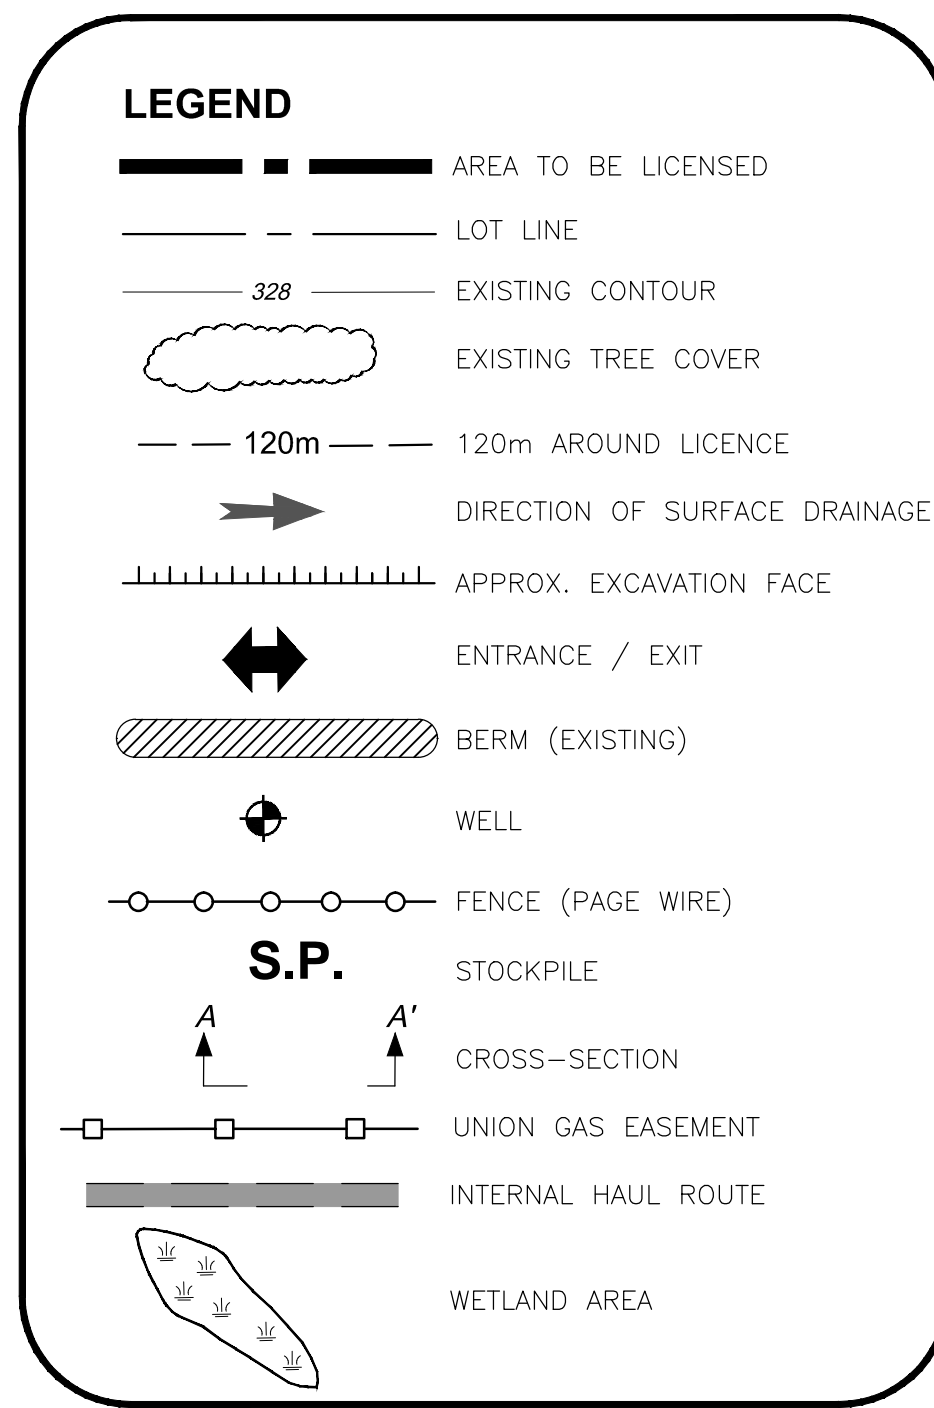 LEGEND
AREA TO BE LICENSED
LOT LINE
328 EXISTING CONTOUR
EXISTING TREE COVER
120m 120m AROUND LICENCE
DIRECTION OF SURFACE DRAINAGE
APPROX. EXCAVATION FACE
ENTRANCE / EXIT
BERM (EXISTING)
WELL
FENCE (PAGE WIRE)
S.P. STOCKPILE
A A'
CROSS-SECTION
UNION GAS EASEMENT
INTERNAL HAUL ROUTE
WETLAND AREA